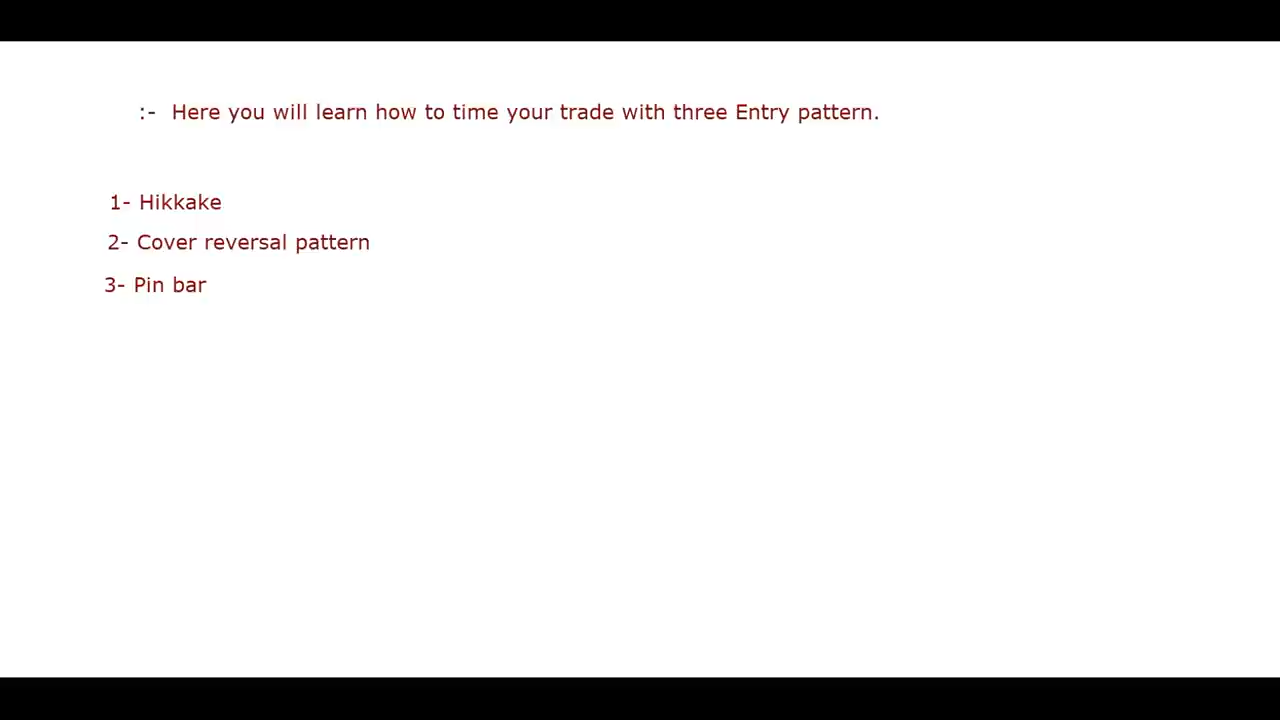 :- Here you will learn how to time your trade with three Entry pattern.
1- Hikkake
2- Cover reversal pattern
3- Pin bar